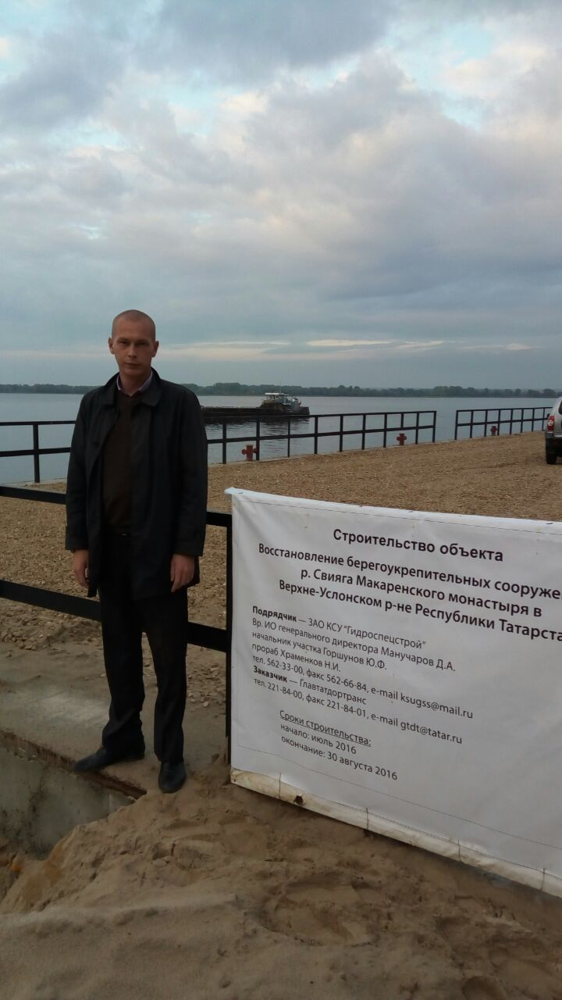 Строительство объекта
Восстановление берегоукрепительных сооруже
р. Свияга Макаренского монастыря в
Верхне-Услонском р-не Республики Татарста
Подрядчик — ЗАО КСУ "Гидроспецстрой"
Вр. ИО генерального директора Манучаров Д.А.
начальник участка Горшунов Ю.Ф.
прораб Храменков Н.И.
тел. 562-33-00, факс 562-66-84, e-mail ksugss@mail.ru
Заказчик — Главтатдортранс
тел. 221-84-00, факс 221-84-01, e-mail gtdt@tatar.ru
Сроки строительства:
начало: июль 2016
окончание: 30 августа 2016